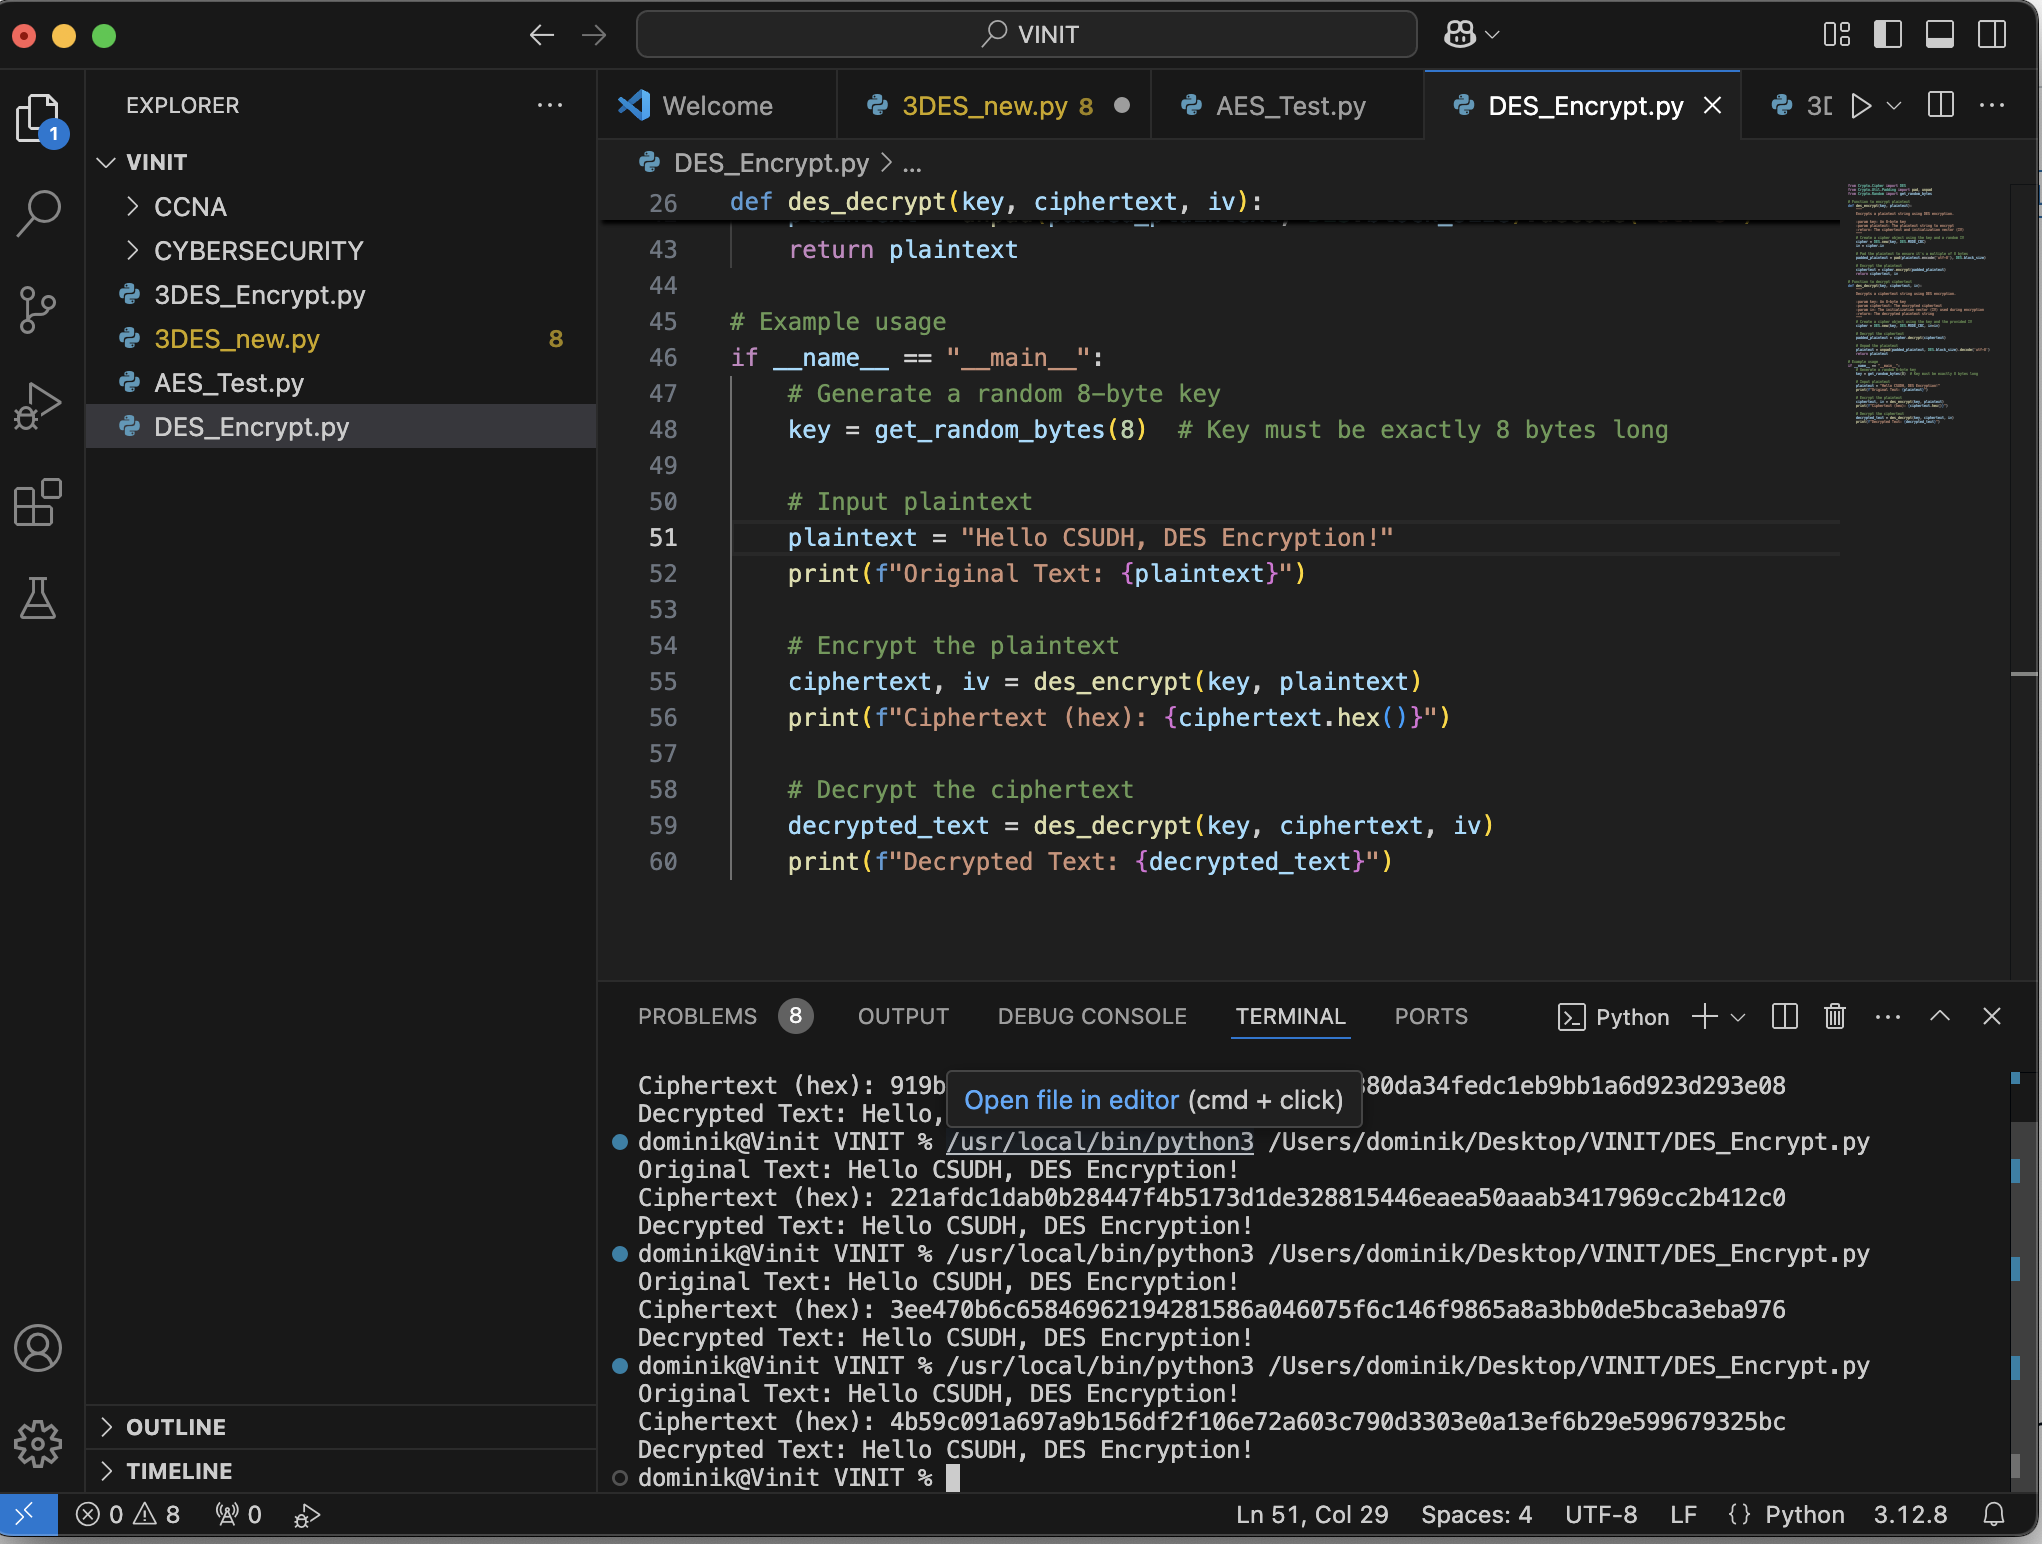 VINIT
EXPLORER
1
VINIT
CCNA
CYBERSECURITY
3DES_Encrypt.py
3DES_new.py 8
AES_Test.py
DES_Encrypt.py
OUTLINE
TIMELINE
Welcome
3DES_new.py 8
AES_Test.py
DES_Encrypt.py
DES_Encrypt.py > ...
26 def des_decrypt(key, ciphertext, iv):
43 return plaintext
44
45 # Example usage
46 if __name__ == "__main__":
47 # Generate a random 8-byte key
48 key = get_random_bytes(8)  # Key must be exactly 8 bytes long
49
50 # Input plaintext
51 plaintext = "Hello CSUDH, DES Encryption!"
52 print(f"Original Text: {plaintext}")
53
54 # Encrypt the plaintext
55 ciphertext, iv = des_encrypt(key, plaintext)
56 print(f"Ciphertext (hex): {ciphertext.hex()}")
57
58 # Decrypt the ciphertext
59 decrypted_text = des_decrypt(key, ciphertext, iv)
60 print(f"Decrypted Text: {decrypted_text}")
PROBLEMS 8 OUTPUT DEBUG CONSOLE TERMINAL PORTS Python
Ciphertext (hex): 919b 380da34fedc1eb9bb1a6d923d293e08
Open file in editor (cmd + click)
Decrypted Text: Hello,
dominik@Vinit VINIT % /usr/local/bin/python3 /Users/dominik/Desktop/VINIT/DES_Encrypt.py
Original Text: Hello CSUDH, DES Encryption!
Ciphertext (hex): 221afdc1dab0b28447f4b5173d1de328815446eaea50aaab3417969cc2b412c0
Decrypted Text: Hello CSUDH, DES Encryption!
dominik@Vinit VINIT % /usr/local/bin/python3 /Users/dominik/Desktop/VINIT/DES_Encrypt.py
Original Text: Hello CSUDH, DES Encryption!
Ciphertext (hex): 3ee470b6c65846962194281586a046075f6c146f9865a8a3bb0de5bca3eba976
Decrypted Text: Hello CSUDH, DES Encryption!
dominik@Vinit VINIT % /usr/local/bin/python3 /Users/dominik/Desktop/VINIT/DES_Encrypt.py
Original Text: Hello CSUDH, DES Encryption!
Ciphertext (hex): 4b59c091a697a9b156df2f106e72a603c790d3303e0a13ef6b29e599679325bc
Decrypted Text: Hello CSUDH, DES Encryption!
dominik@Vinit VINIT %
0 8 0 Ln 51, Col 29 Spaces: 4 UTF-8 LF {} Python 3.12.8